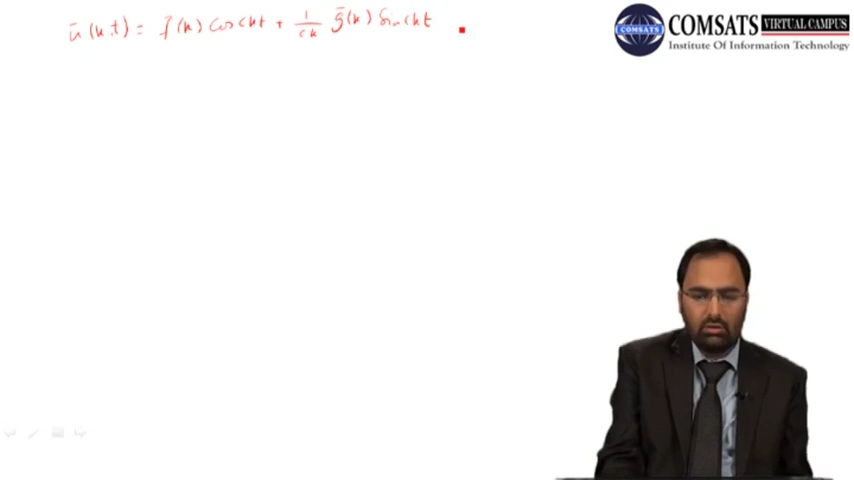 ū(k,t) = f̄(k) cos ckt + 1/ck ḡ(k) sin ckt
COMSATS VIRTUAL CAMPUS
Institute Of Information Technology
COMSATS